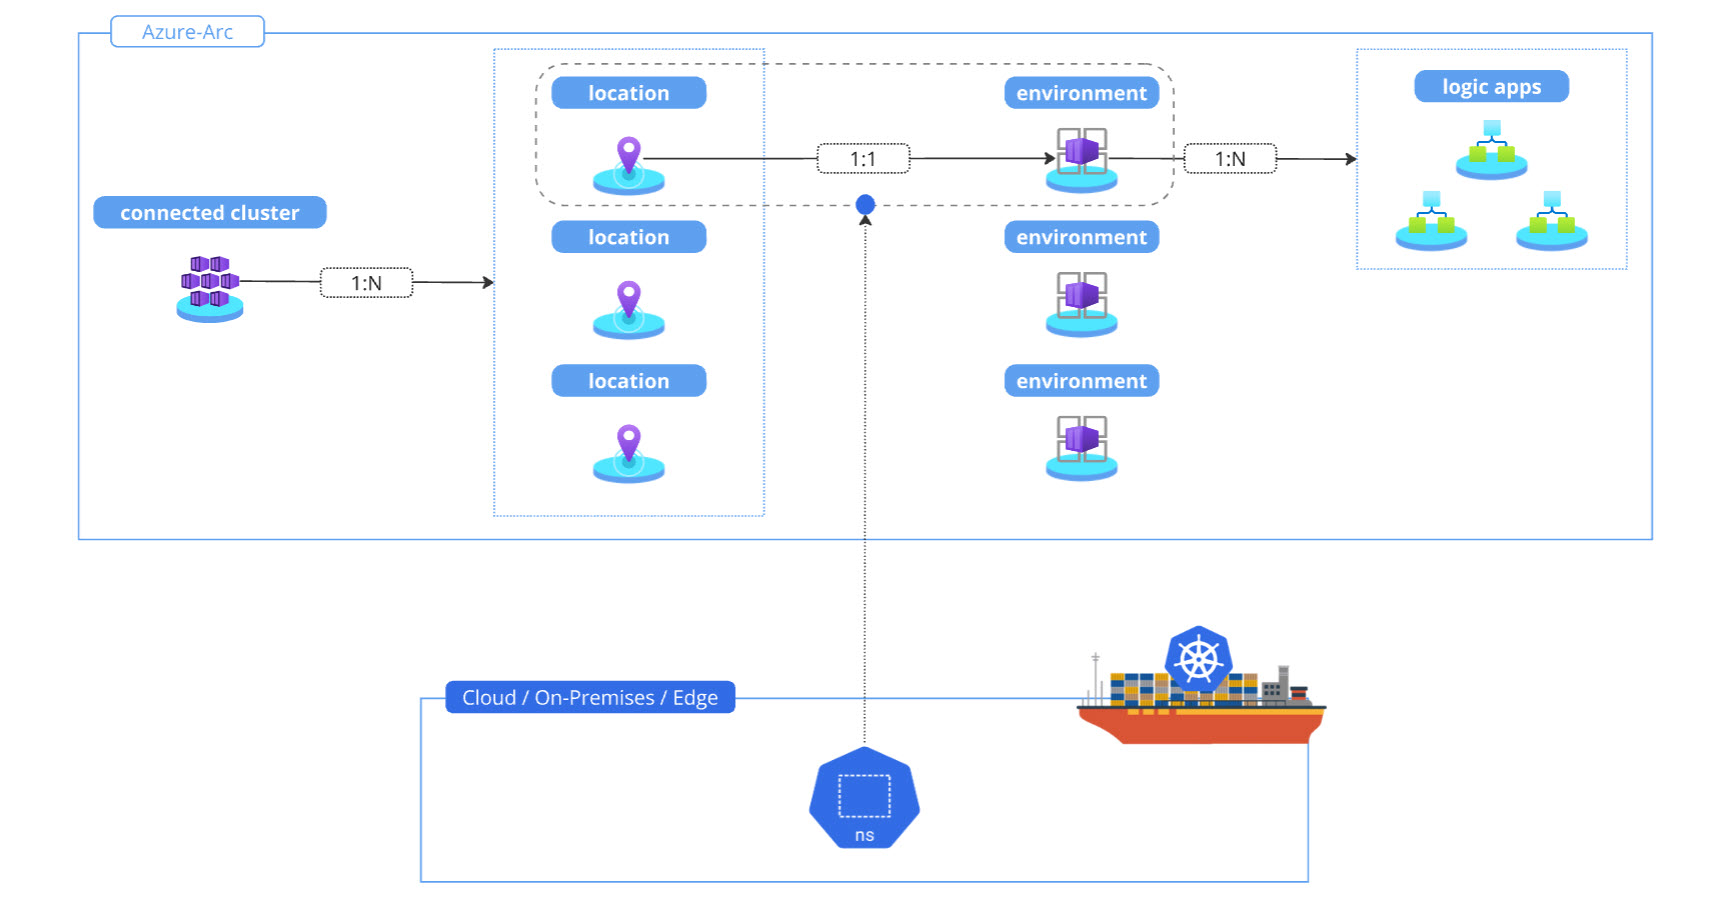 Azure-Arc
location
environment
logic apps
1:1
1:N
connected cluster
location
environment
1:N
location
environment
Cloud / On-Premises / Edge
ns